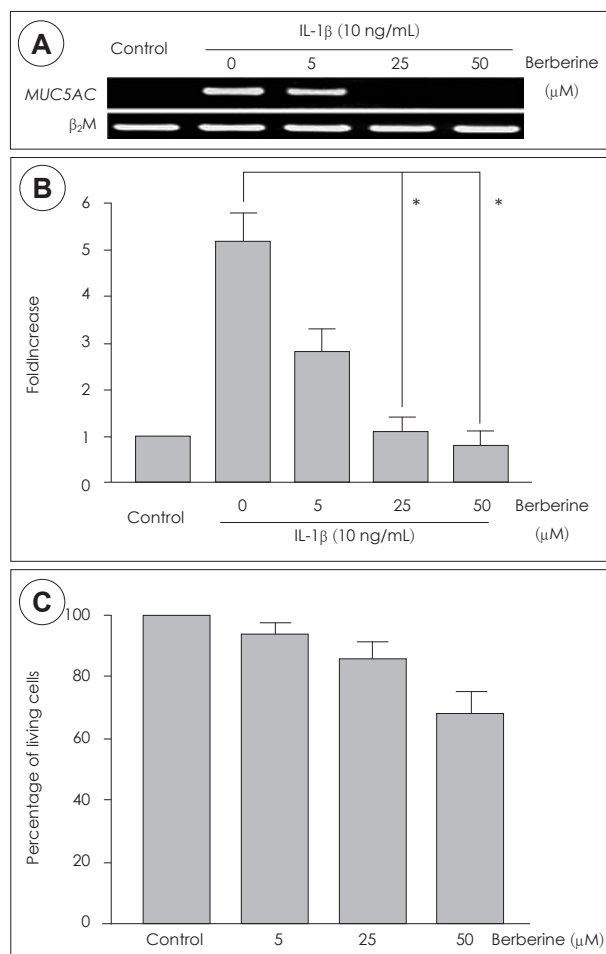 A
Control
IL-1β (10 ng/mL)
0 5 25 50 Berberine
(μM)
MUC5AC
β₂M
B
6
5
4
3
2
1
0
FoldIncrease
*
*
Control
0 5 25 50 Berberine
(μM)
IL-1β (10 ng/mL)
C
100
80
60
40
20
0
Percentage of living cells
Control 5 25 50 Berberine (μM)